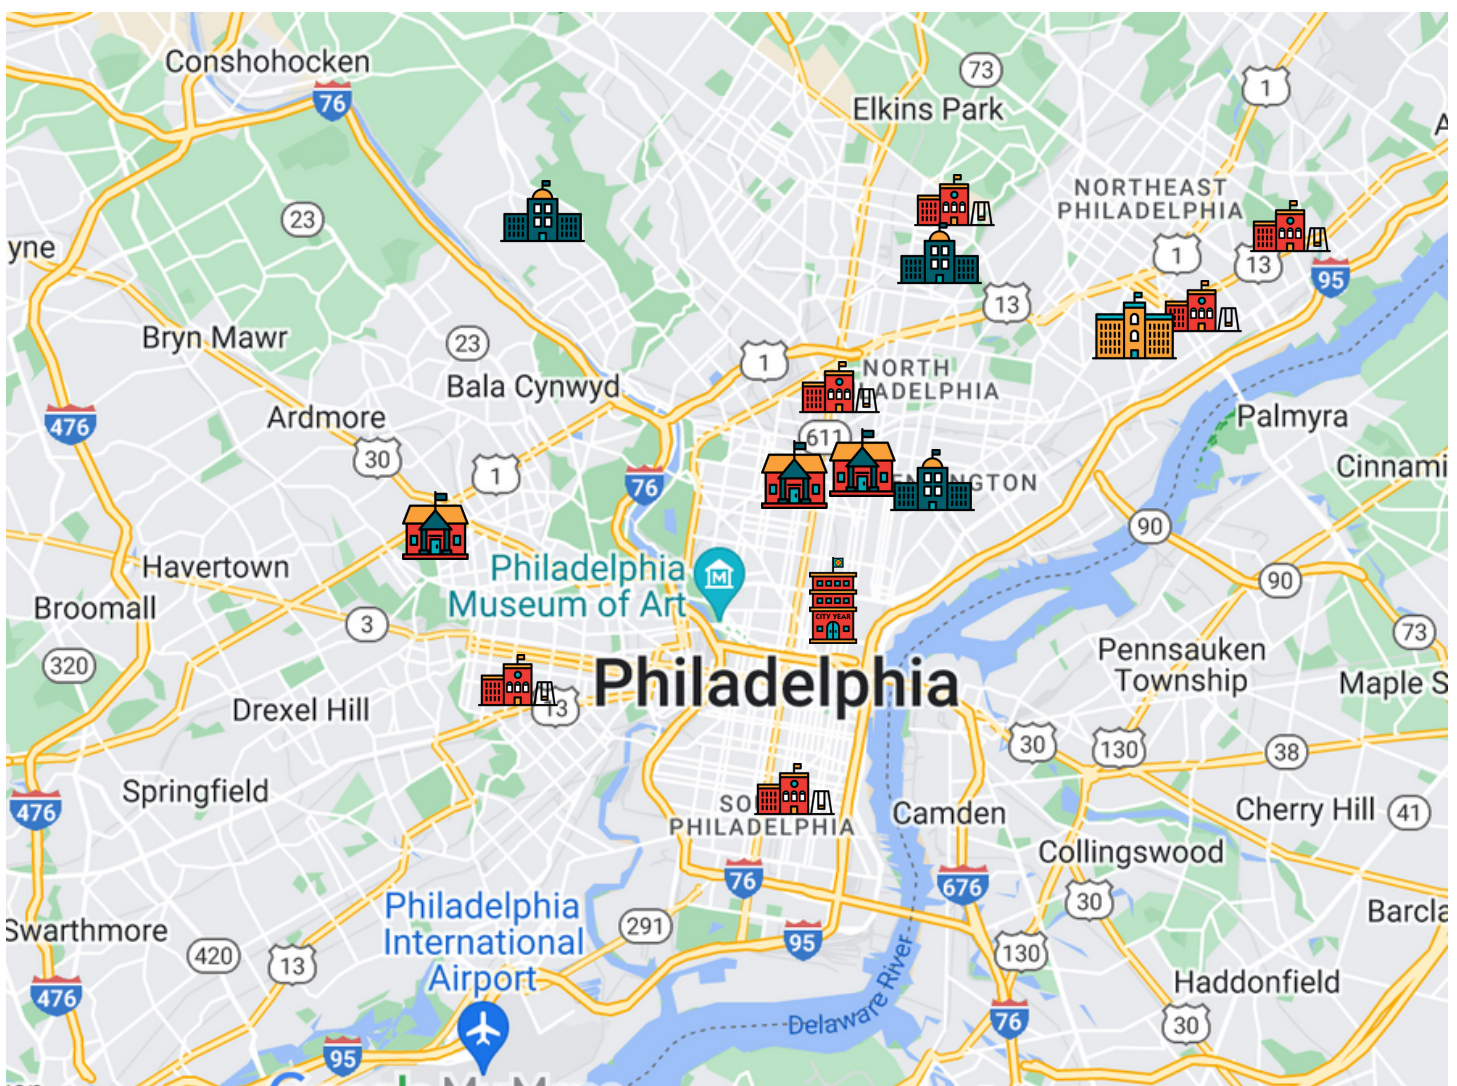 Conshohocken
76
73
Elkins Park
1
A
NORTHEAST
PHILADELPHIA
23
yne
1
13
95
13
Bryn Mawr
23
1
NORTH
ADELPHIA
Bala Cynwyd
Ardmore
476
Palmyra
30
1
611
76
NGTON
Cinnami
90
Havertown
Philadelphia
Museum of Art
M
90
Broomall
3
CITY YEAR
73
320
Pennsauken
Township
Philadelphia
Maple S
Drexel Hill
13
30
130
38
Springfield
476
SO
PHILADELPHIA
Camden
Cherry Hill
41
Collingswood
76
676
30
Philadelphia
International
Airport
291
Barcla
Swarthmore
420
13
95
130
Haddonfield
476
Delaware River
76
30
95